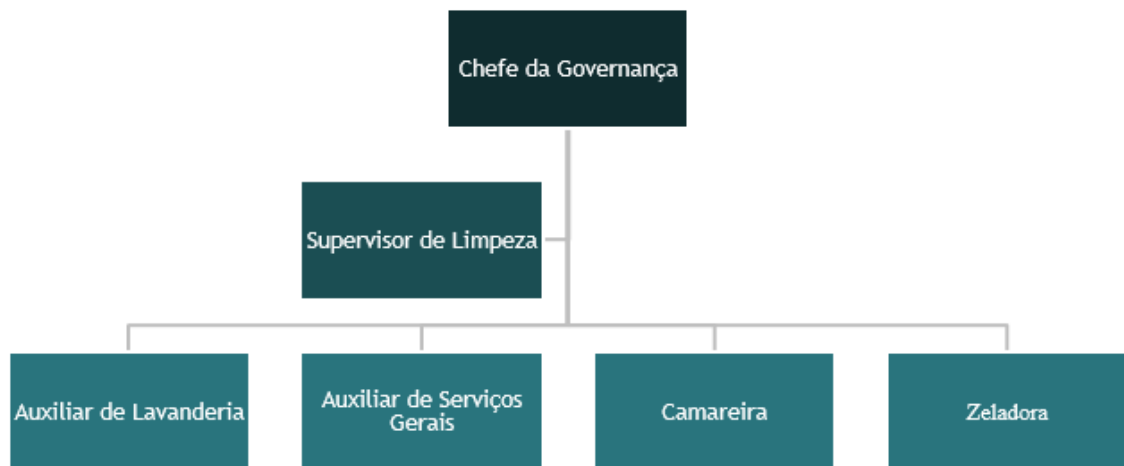 Chefe da Governança
Supervisor de Limpeza
Auxiliar de Lavanderia
Auxiliar de Serviços
Gerais
Camareira
Zeladora